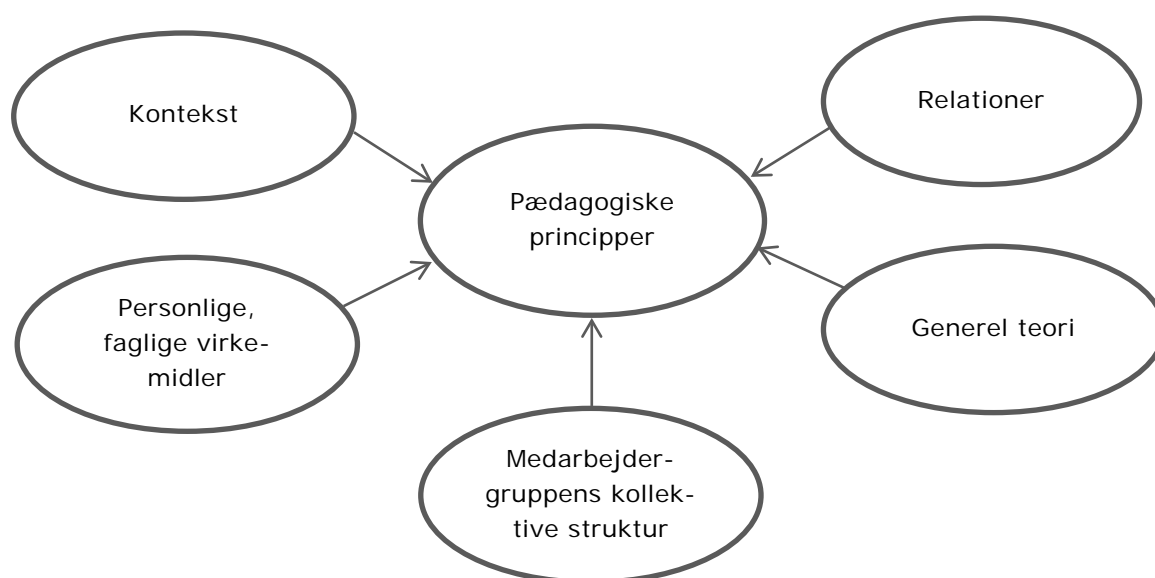 Kontekst
Relationer
Pædagogiske
principper
Personlige,
faglige virke-
midler
Generel teori
Medarbejder-
gruppens kollek-
tive struktur